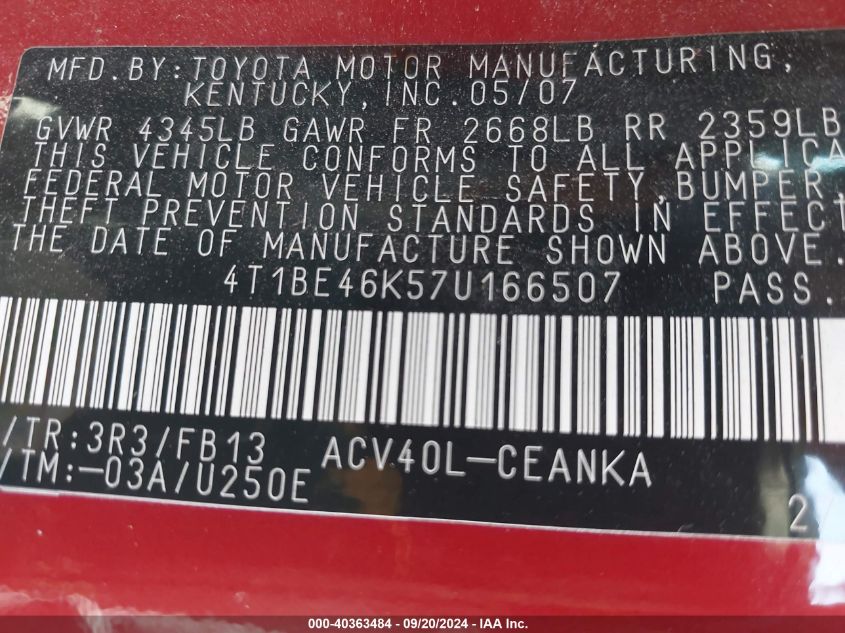 MFD.BY:TOYOTA MOTOR MANUFACTURING,
KENTUCKY,INC. 05/07
GVWR 4345LB GAWR FR 2668LB RR 2359LB
THIS VEHICLE CONFORMS TO ALL APPLICA
FEDERAL MOTOR VEHICLE SAFETY,BUMPER,
THEFT PREVENTION STANDARDS IN EFFECT
THE DATE OF MANUFACTURE SHOWN ABOVE.
4T1BE46K57U166507 PASS.
/TR:3R3/FB13 ACV40L-CEANKA
/TM:-03A/U250E
2
000-40363484 - 09/20/2024 - IAA Inc.